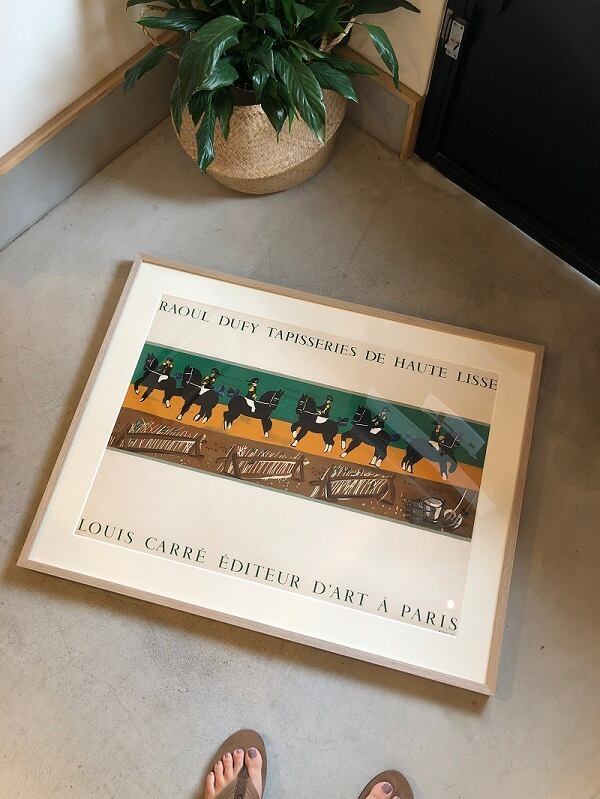 RAOUL DUFY TAPISSERIES DE HAUTE LISSE
LOUIS CARRÉ ÉDITEUR D'ART À PARIS